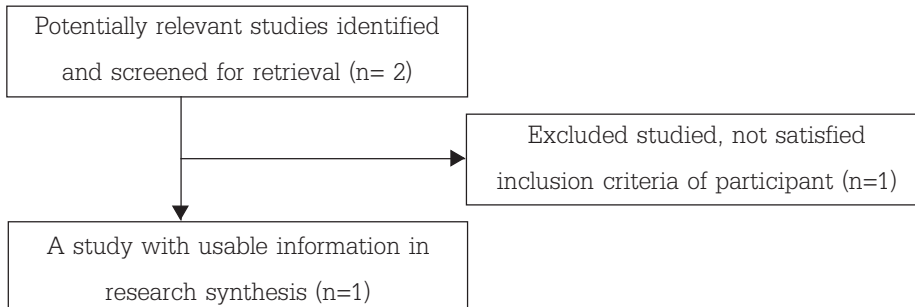 Potentially relevant studies identified
and screened for retrieval (n= 2)
Excluded studied, not satisfied
inclusion criteria of participant (n=1)
A study with usable information in
research synthesis (n=1)